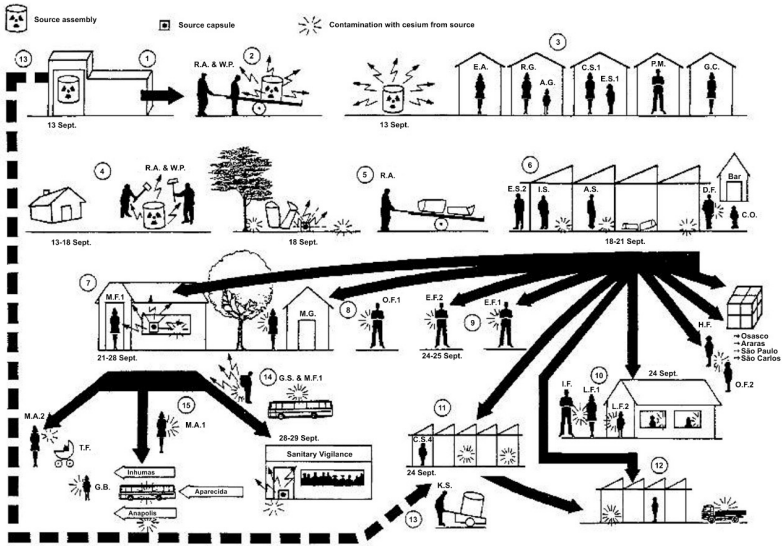 Source assembly
Source capsule
Contamination with cesium from source
13
1
13 Sept.
2
R.A. & W.P.
13 Sept.
3
E.A.
R.G.
A.G.
C.S.1
E.S.1
P.M.
G.C.
4
R.A. & W.P.
13-18 Sept.
18 Sept.
5
R.A.
6
E.S.2
I.S.
A.S.
D.F.
Bar
C.O.
18-21 Sept.
7
M.F.1
21-28 Sept.
M.G.
8
O.F.1
E.F.2
9
E.F.1
24-25 Sept.
H.F.
O.F.2
Osasco
Araras
São Paulo
São Carlos
10
24 Sept.
I.F.
L.F.1
L.F.2
14
G.S. & M.F.1
15
M.A.2
T.F.
M.A.1
G.B.
Inhumas
Aparecida
Anapolis
28-29 Sept.
Sanitary Vigilance
11
C.S.4
24 Sept.
K.S.
13
12